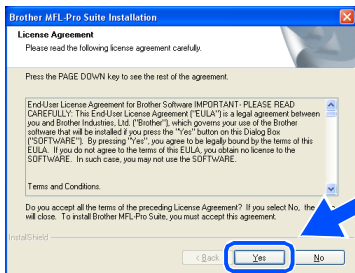 Brother MFL-Pro Suite Installation
License Agreement
Please read the following license agreement carefully.
Press the PAGE DOWN key to see the rest of the agreement.
End-User License Agreement for Brother Software IMPORTANT- PLEASE READ
CAREFULLY: This End-User License Agreement ("EULA") is a legal agreement between
you and Brother Industries, Ltd. ("Brother"), which governs your use of the Brother
software that will be installed if you press the "Yes" button on this Dialog Box
("SOFTWARE"). By pressing "Yes", you agree to be legally bound by the terms of this
EULA. If you do not agree to the terms of this EULA, you obtain no license to the
SOFTWARE. In such case, you may not use the SOFTWARE.
Terms and Conditions.
Do you accept all the terms of the preceding License Agreement? If you select No, the
will close. To install Brother MFL-Pro Suite, you must accept this agreement.
InstallShield
< Back
Yes
No